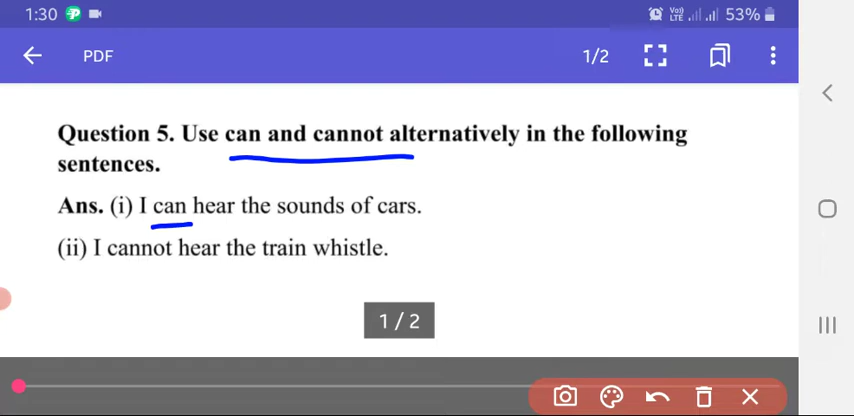 1:30 53%
PDF 1/2
Question 5. Use can and cannot alternatively in the following
sentences.
Ans. (i) I can hear the sounds of cars.
(ii) I cannot hear the train whistle.
1 / 2